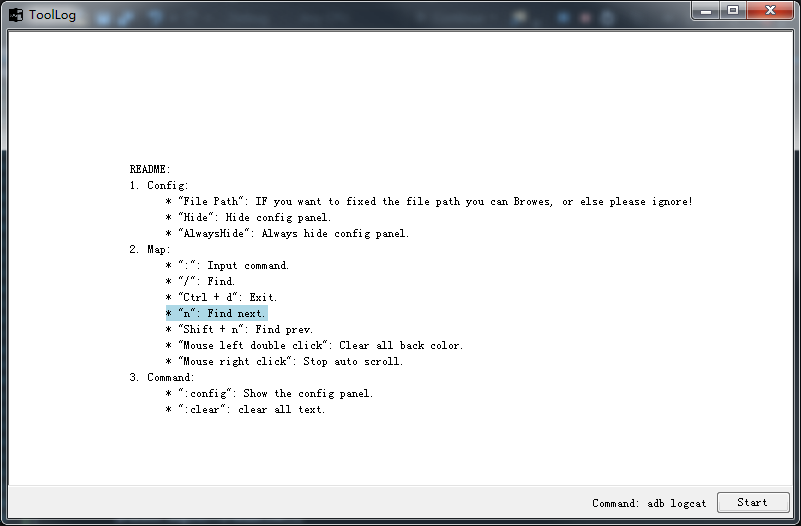 ToolLog
README:
1. Config:
* "File Path": IF you want to fixed the file path you can Browes, or else please ignore!
* "Hide": Hide config panel.
* "AlwaysHide": Always hide config panel.
2. Map:
* ":": Input command.
* "/": Find.
* "Ctrl + d": Exit.
* "n": Find next.
* "Shift + n": Find prev.
* "Mouse left double click": Clear all back color.
* "Mouse right click": Stop auto scroll.
3. Command:
* ":config": Show the config panel.
* ":clear": clear all text.
Command: adb logcat
Start